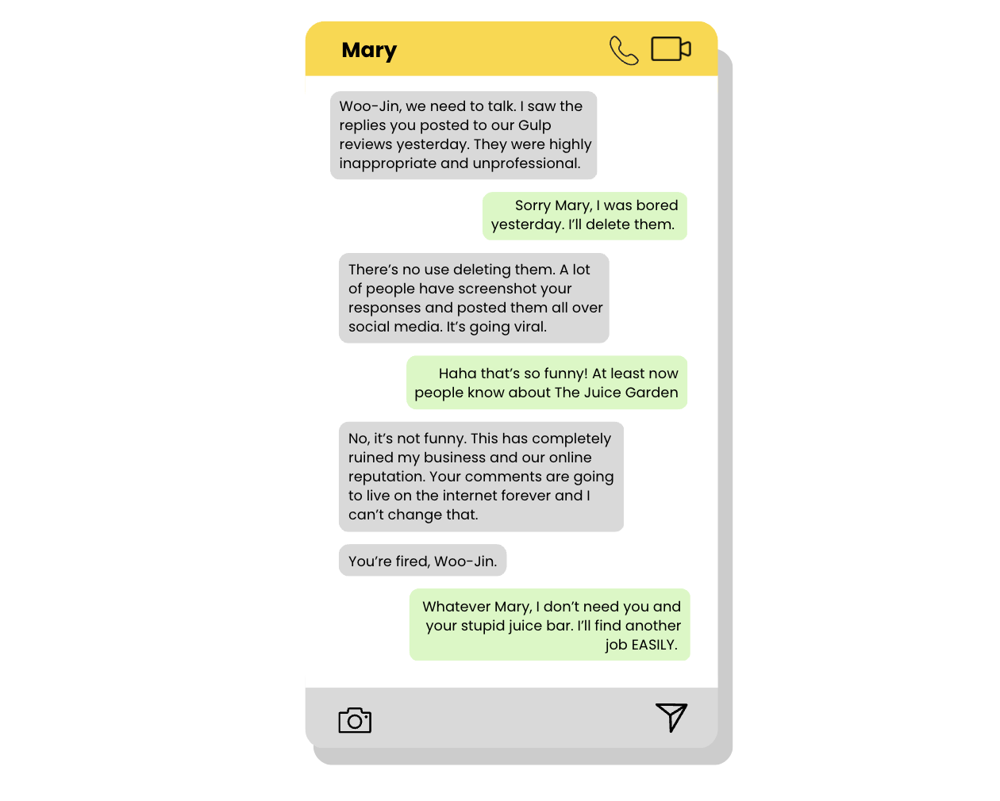 Mary
Woo-Jin, we need to talk. I saw the
replies you posted to our Gulp
reviews yesterday. They were highly
inappropriate and unprofessional.
Sorry Mary, I was bored
yesterday. I'll delete them.
There's no use deleting them. A lot
of people have screenshot your
responses and posted them all over
social media. It's going viral.
Haha that's so funny! At least now
people know about The Juice Garden
No, it's not funny. This has completely
ruined my business and our online
reputation. Your comments are going
to live on the internet forever and I
can't change that.
You're fired, Woo-Jin.
Whatever Mary, I don't need you and
your stupid juice bar. I'll find another
job EASILY.